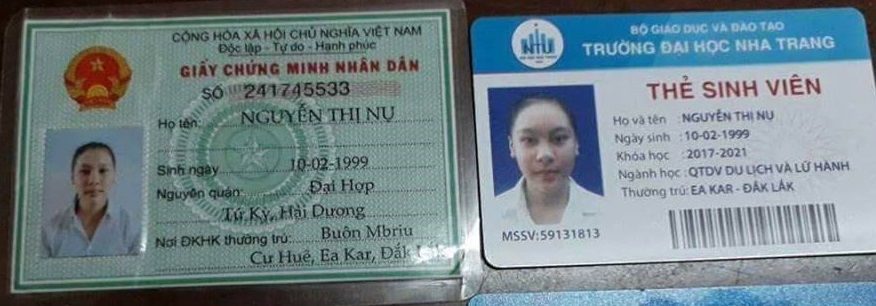 CỘNG HÒA XÃ HỘI CHỦ NGHĨA VIỆT NAM
Độc lập - Tự do - Hạnh phúc
GIẤY CHỨNG MINH NHÂN DÂN
SỐ 241745533
Họ tên: NGUYỄN THỊ NỤ
Sinh ngày 10-02-1999
Nguyên quán: Đại Hợp
Tứ Kỳ, Hải Dương
Nơi ĐKHK thường trú: Buôn Mbriu
Cư Huê, Ea Kar, Đắk Lắk
NTU
BỘ GIÁO DỤC VÀ ĐÀO TẠO
TRƯỜNG ĐẠI HỌC NHA TRANG
THẺ SINH VIÊN
Họ và tên : NGUYỄN THỊ NỤ
Ngày sinh : 10-02-1999
Khóa học : 2017-2021
Ngành học: QTDV DU LỊCH VÀ LỮ HÀNH
Thường trú: EA KAR - ĐẮK LẮK
MSSV:59131813